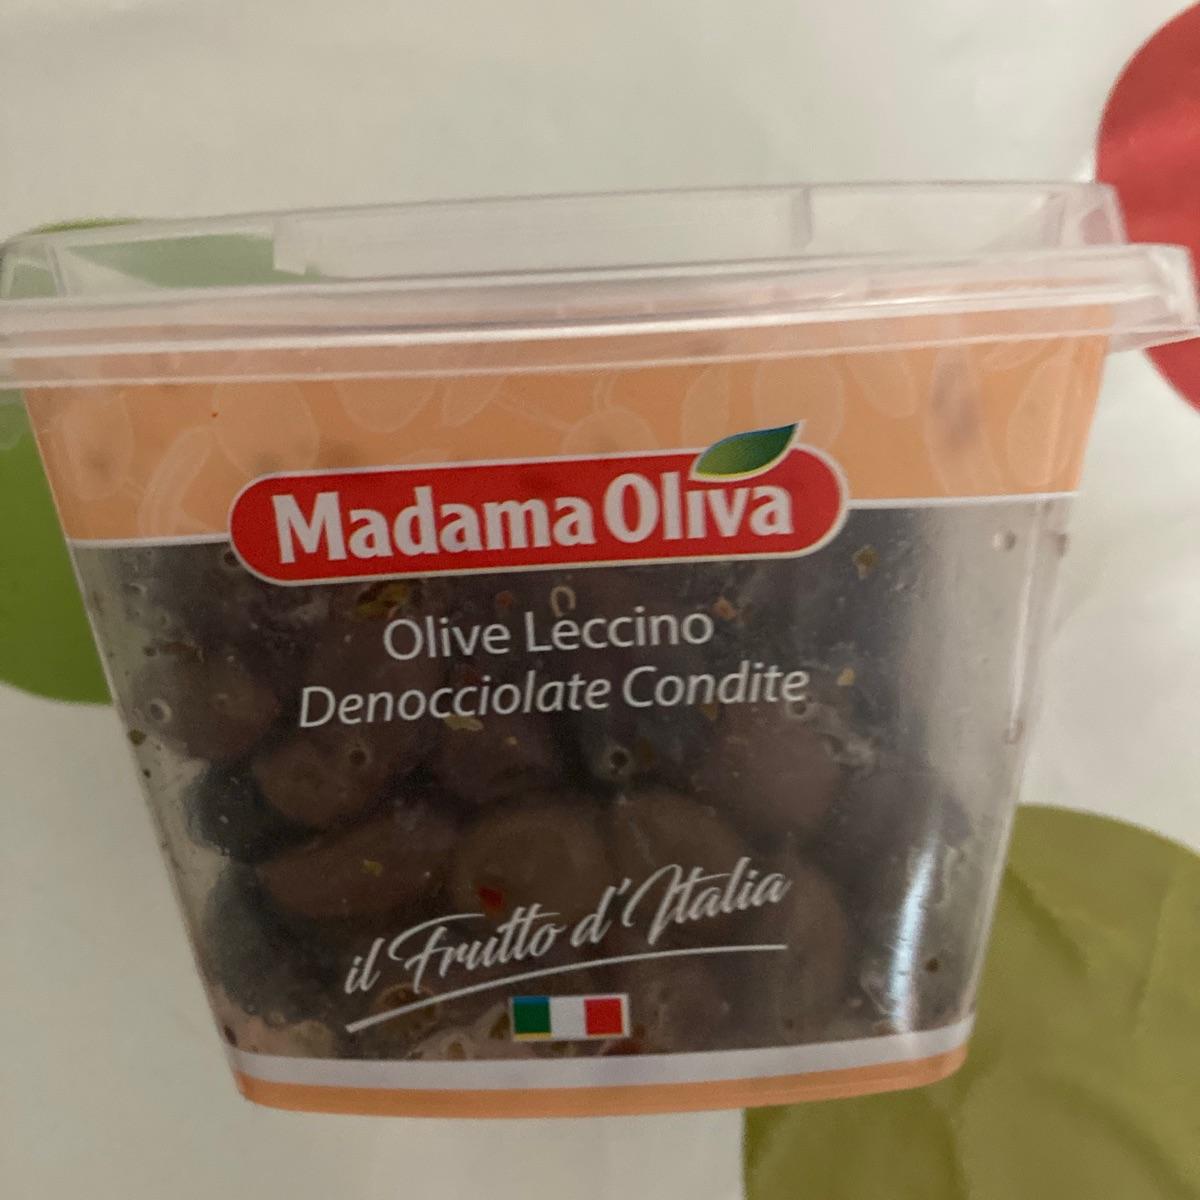 Madama Oliva
Olive Leccino
Denocciolate Condite
il Frutto d'Italia